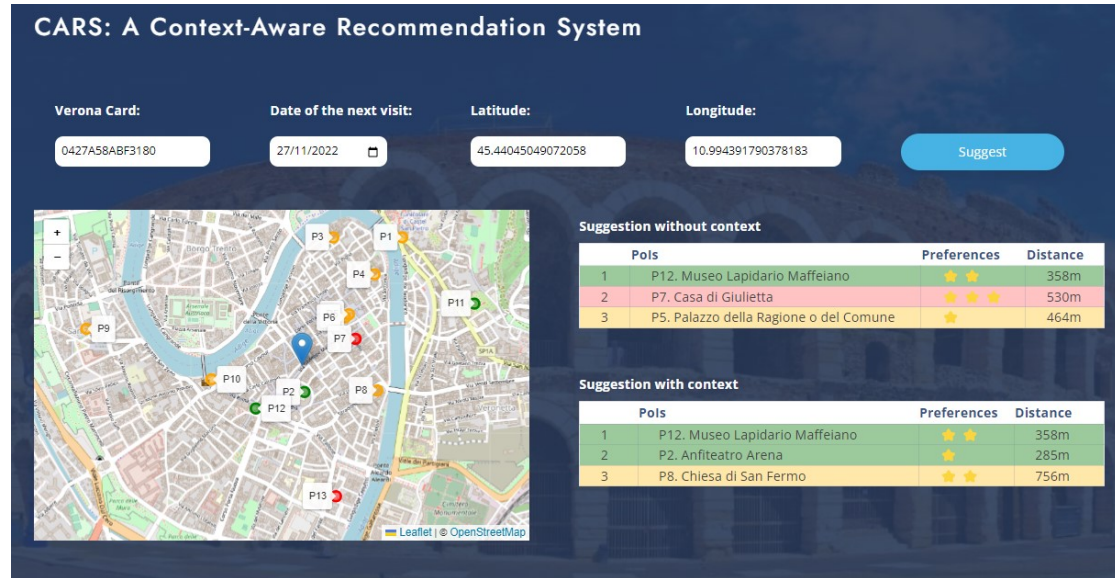 CARS: A Context-Aware Recommendation System
Verona Card: Date of the next visit: Latitude: Longitude:
0427A58ABF3180 27/11/2022 45.44045049072058 10.994391790378183 Suggest
+
−
P3 P1
Borgo Trento
P4
P11
P6
P9
P7
P10
P2
P8
P12
P13
Leaflet | © OpenStreetMap
Suggestion without context
PoIs Preferences Distance
1 P12. Museo Lapidario Maffeiano 358m
2 P7. Casa di Giulietta 530m
3 P5. Palazzo della Ragione o del Comune 464m
Suggestion with context
PoIs Preferences Distance
1 P12. Museo Lapidario Maffeiano 358m
2 P2. Anfiteatro Arena 285m
3 P8. Chiesa di San Fermo 756m